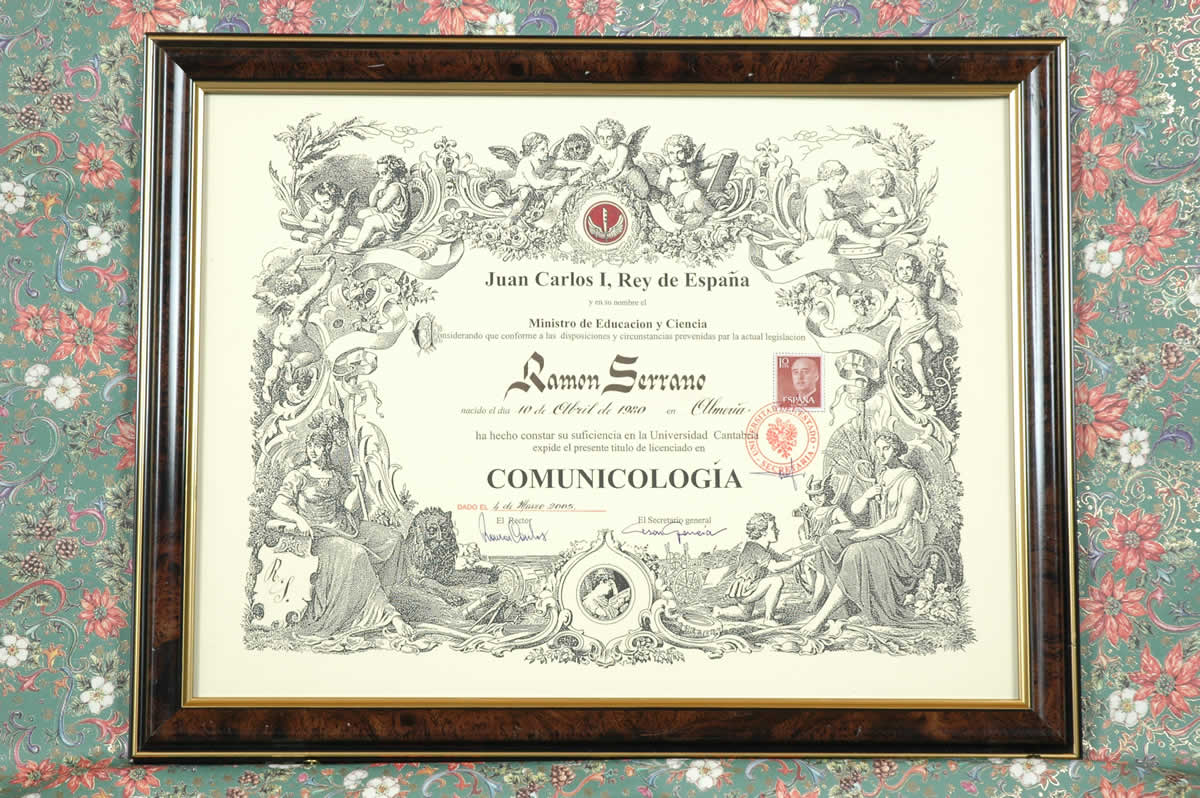 Juan Carlos I, Rey de España
y en su nombre el
Ministro de Educacion y Ciencia
Considerando que conforme a las disposiciones y circunstancias prevenidas par la actual legislacion
Ramon Serrano
10
ESPAÑA
nacido el dia 10 de Abril de 1980 en Almeria
ha hecho constar su suficiencia en la Universidad Cantabria
expide el presente titulo de licenciado en
COMUNICOLOGÍA
SECRETARIA
DADO EL 4 de Marzo 2005
El Rector El Secretario general
R.S.